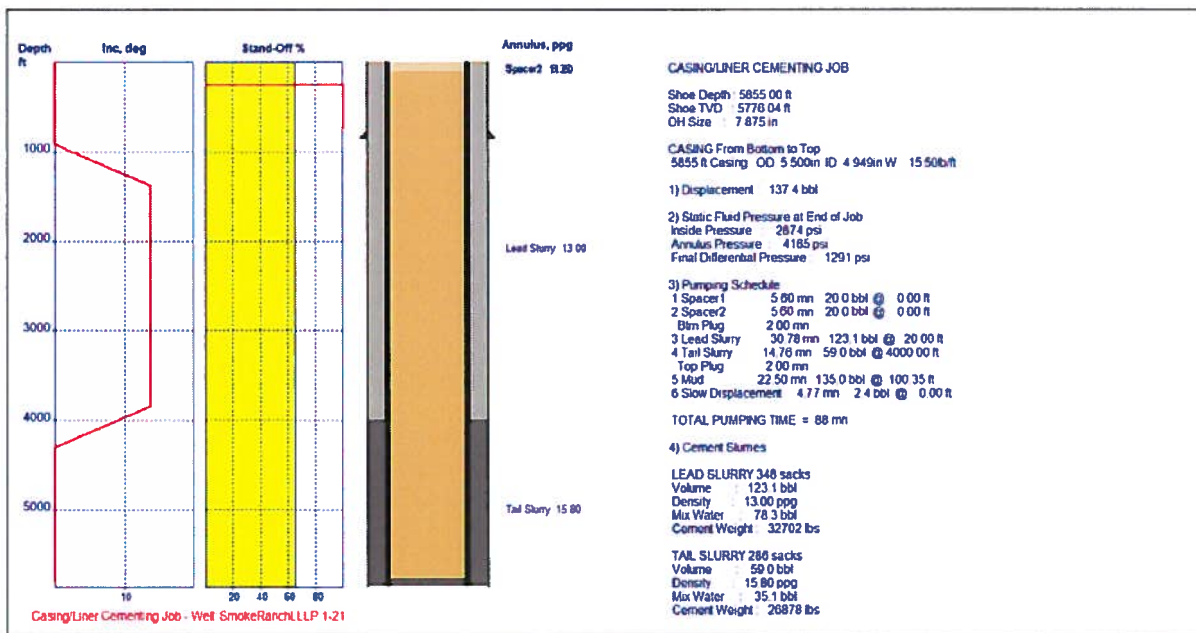 Depth
ft
Inc, deg
Stand-Off %
Annulus, ppg
Spacer2
1000
2000
3000
4000
5000
10
20 40 60 80
Lead Slurry 13 00
Tail Slurry 15 80
Casing/Liner Cementing Job - Well SmokeRanchLLLP 1-21
CASING/LINER CEMENTING JOB
Shoe Depth : 5855 00 ft
Shoe TVD : 5776 04 ft
OH Size : 7 875 in
CASING From Bottom to Top
5855 ft Casing OD 5 500in ID 4 949in W 15 50lb/ft
1) Displacement 137 4 bbl
2) Static Fluid Pressure at End of Job
Inside Pressure : 2874 psi
Annulus Pressure : 4165 psi
Final Differential Pressure : 1291 psi
3) Pumping Schedule
1 Spacer1 5 60 mn 20 0 bbl @ 0 00 ft
2 Spacer2 5 60 mn 20 0 bbl @ 0 00 ft
Btm Plug 2 00 mn
3 Lead Slurry 30 78 mn 123 1 bbl @ 20 00 ft
4 Tail Slurry 14 76 mn 59 0 bbl @ 4000 00 ft
Top Plug 2 00 mn
5 Mud 22 50 mn 135 0 bbl @ 100 35 ft
6 Slow Displacement 4 77 mn 2 4 bbl @ 0 00 ft
TOTAL PUMPING TIME = 88 mn
4) Cement Slurries
LEAD SLURRY 348 sacks
Volume : 123 1 bbl
Density : 13.00 ppg
Mix Water : 78 3 bbl
Cement Weight : 32702 lbs
TAIL SLURRY 286 sacks
Volume : 59 0 bbl
Density : 15 80 ppg
Mix Water : 35.1 bbl
Cement Weight : 26878 lbs